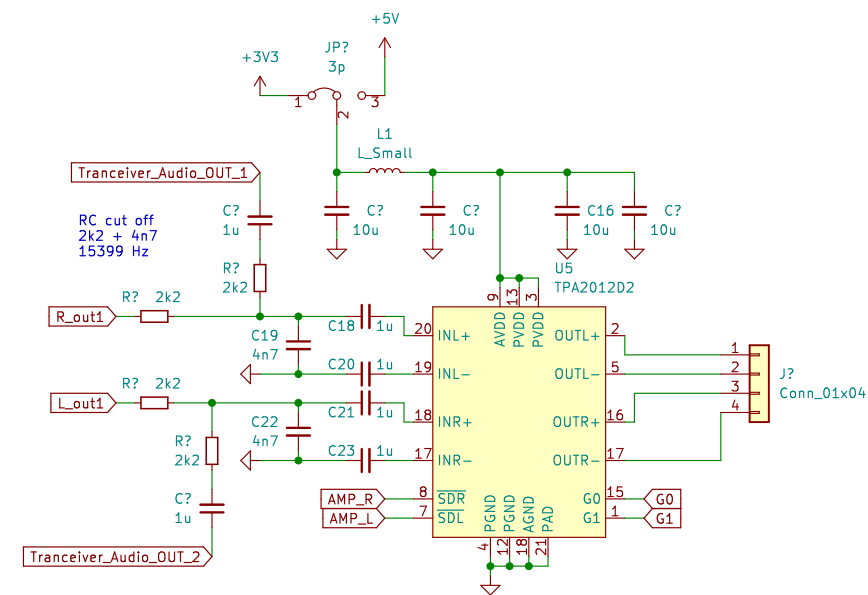 +5V
+3V3
JP?
3p
1
2
3
L1
L_Small
Tranceiver_Audio_OUT_1
C?
1u
RC cut off
2k2 + 4n7
15399 Hz
C?
10u
C?
10u
C16
10u
C?
10u
R?
2k2
U5
TPA2012D2
R? 2k2
R_out1
C18
1u
C19
4n7
C20
1u
9
13
3
AVDD
PVDD
PVDD
20
INL+
OUTL+
2
19
INL-
OUTL-
5
1
2
3
4
J?
Conn_01x04
R? 2k2
L_out1
C21
1u
C22
4n7
C23
1u
18
INR+
OUTR+
16
17
INR-
OUTR-
17
R?
2k2
C?
1u
AMP_R
8
SDR
G0
15
G0
AMP_L
7
SDL
G1
1
G1
PGND
PGND
AGND
PAD
4
12
18
21
Tranceiver_Audio_OUT_2